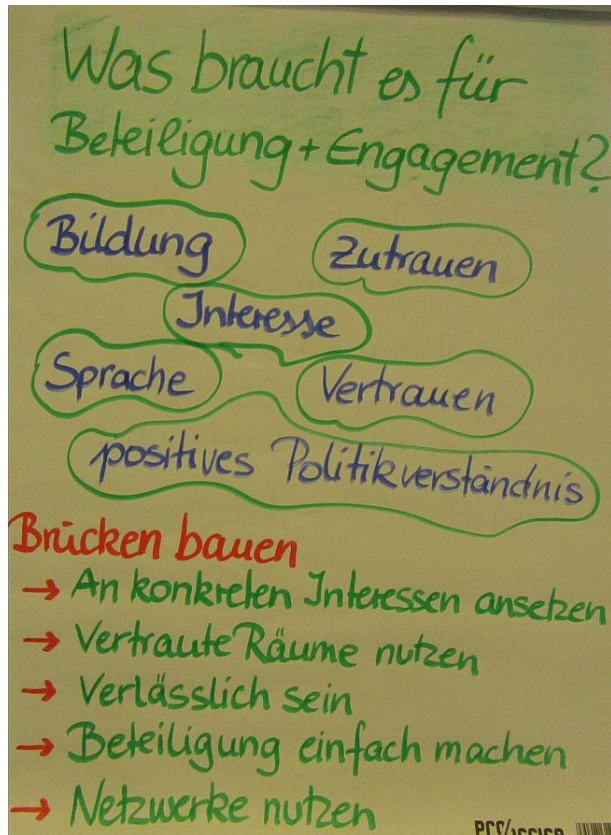 Was braucht es für
Beteiligung + Engagement?
Bildung
Zutrauen
Interesse
Sprache
Vertrauen
positives Politikverständnis
Brücken bauen
→ An konkreten Interessen ansetzen
→ Vertraute Räume nutzen
→ Verlässlich sein
→ Beteiligung einfach machen
→ Netzwerke nutzen